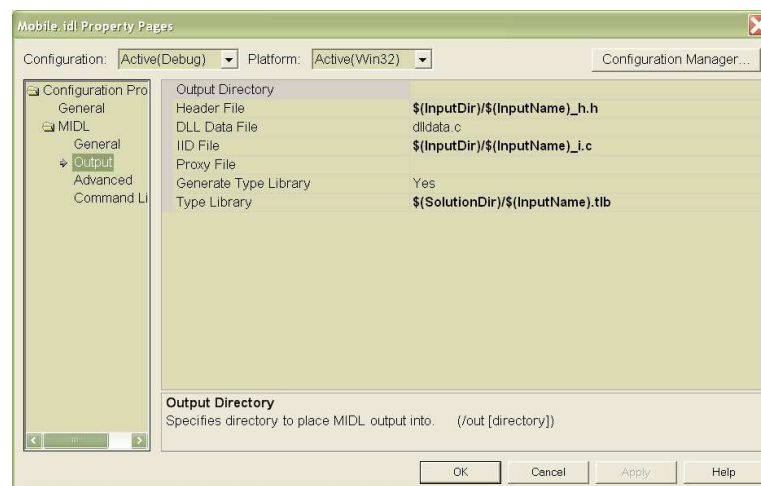 Mobile.idl Property Pages
Configuration: Active(Debug) Platform: Active(Win32) Configuration Manager...
Configuration Pro
General
MIDL
General
Output
Advanced
Command Li
Output Directory
Header File $(InputDir)/$(InputName)_h.h
DLL Data File dlldata.c
IID File $(InputDir)/$(InputName)_i.c
Proxy File
Generate Type Library Yes
Type Library $(SolutionDir)/$(InputName).tlb
Output Directory
Specifies directory to place MIDL output into. (/out [directory])
OK Cancel Apply Help